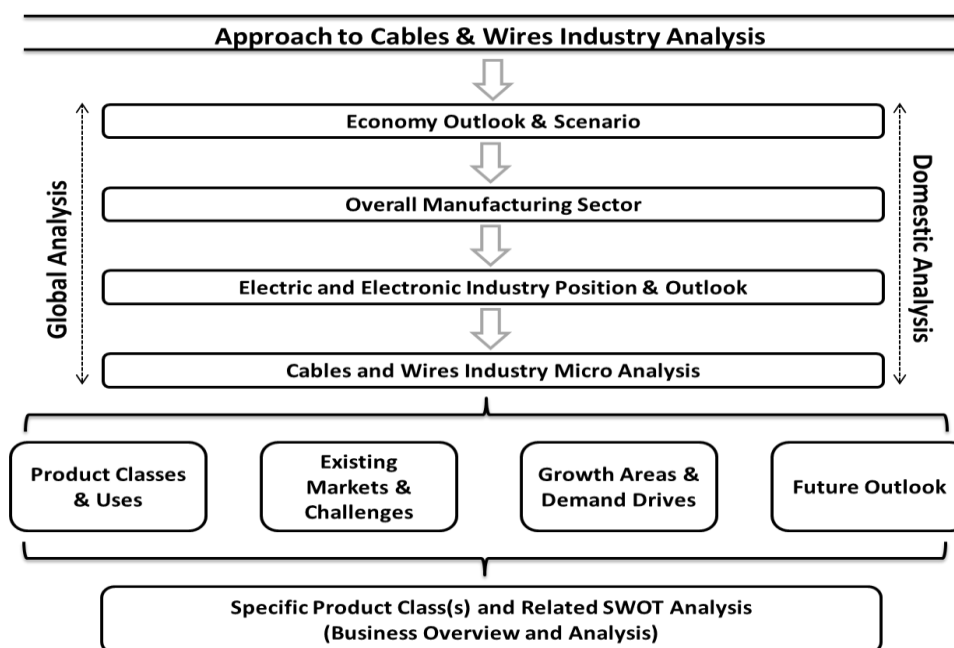 Approach to Cables & Wires Industry Analysis
Economy Outlook & Scenario
Overall Manufacturing Sector
Electric and Electronic Industry Position & Outlook
Cables and Wires Industry Micro Analysis
Global Analysis
Domestic Analysis
Product Classes
& Uses
Existing
Markets &
Challenges
Growth Areas &
Demand Drives
Future Outlook
Specific Product Class(s) and Related SWOT Analysis
(Business Overview and Analysis)